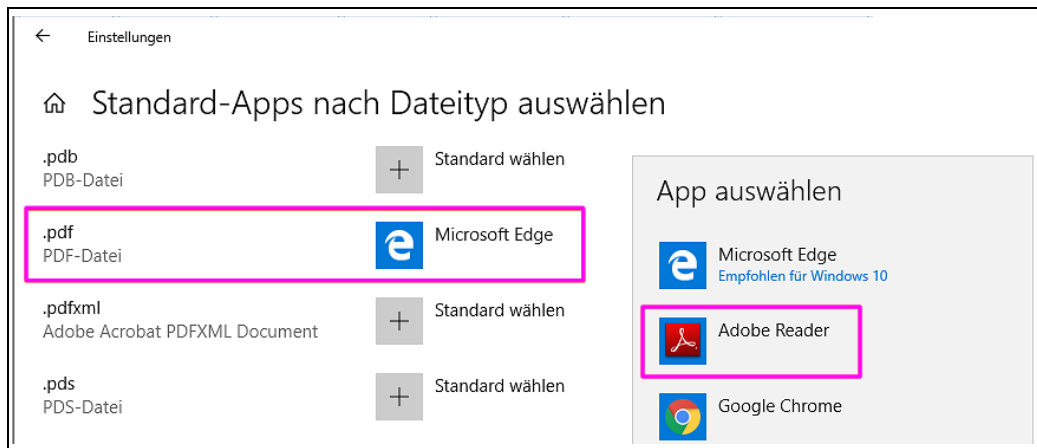 Einstellungen
Standard-Apps nach Dateityp auswählen
.pdb
PDB-Datei
Standard wählen
.pdf
PDF-Datei
Microsoft Edge
.pdfxml
Adobe Acrobat PDFXML Document
Standard wählen
.pds
PDS-Datei
Standard wählen
App auswählen
Microsoft Edge
Empfohlen für Windows 10
Adobe Reader
Google Chrome